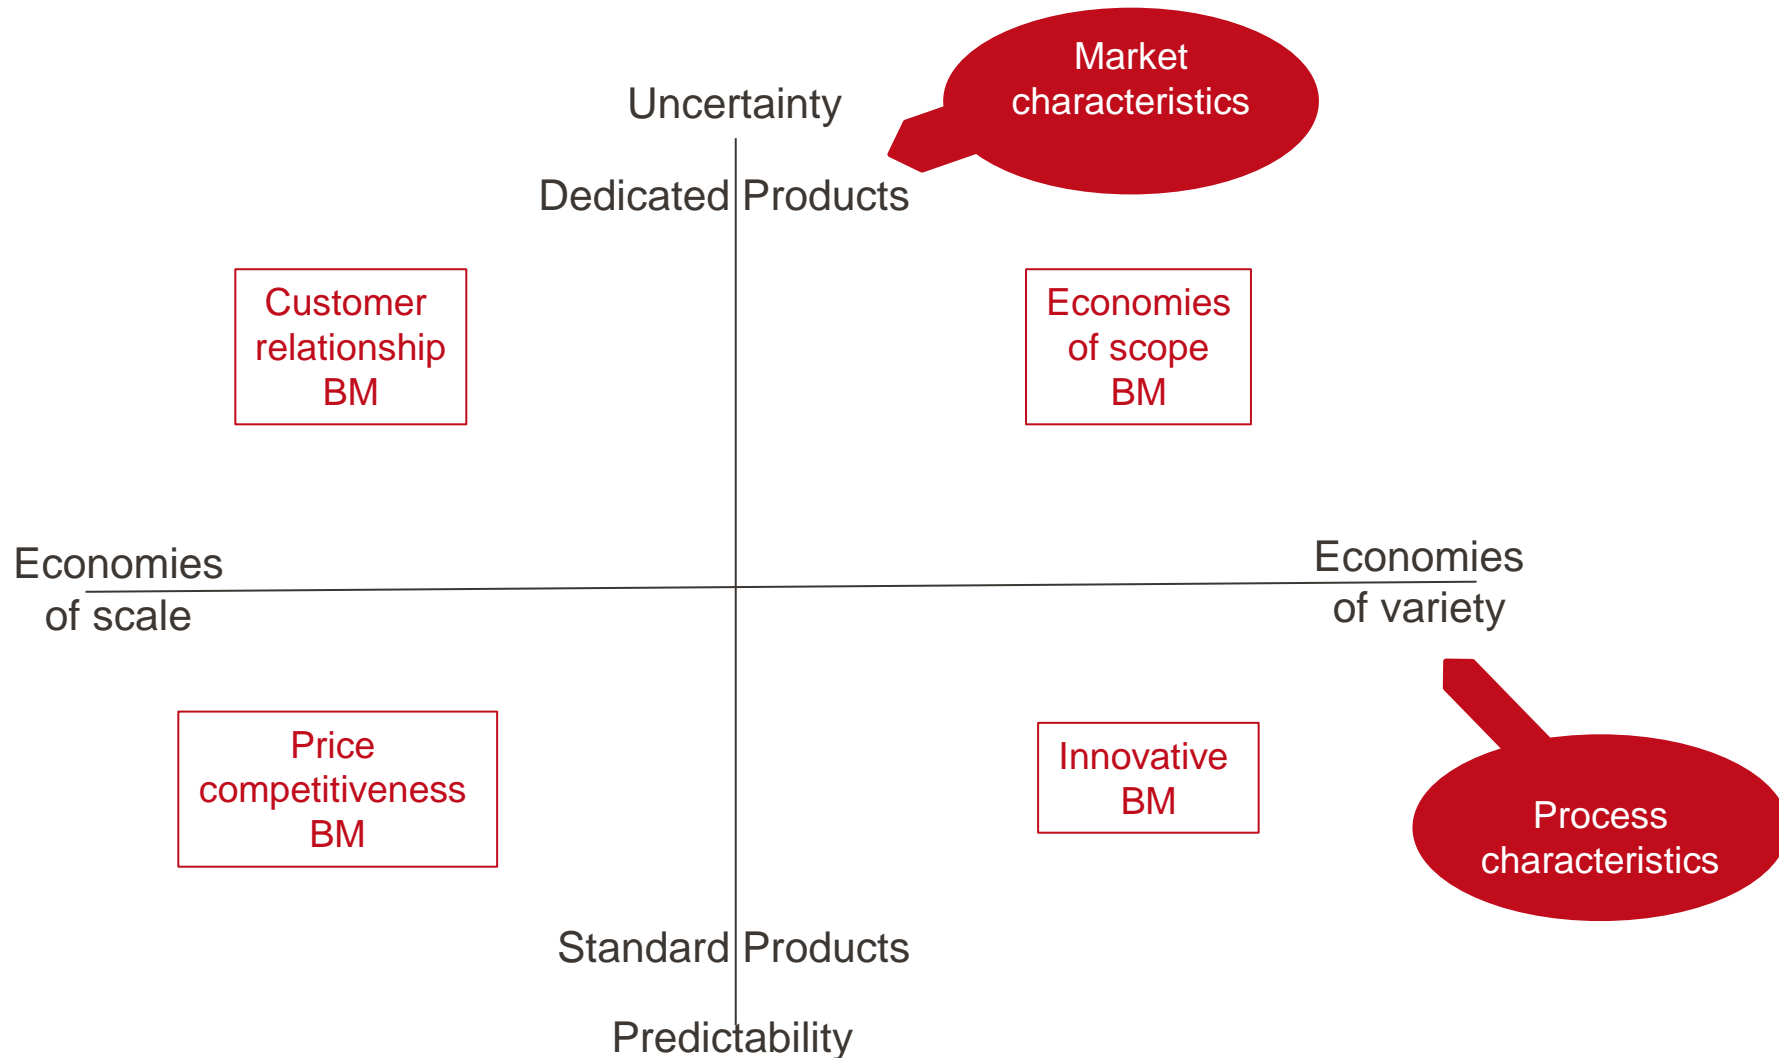 Market
characteristics
Uncertainty
Dedicated Products
Customer
relationship
BM
Economies
of scope
BM
Economies
of scale
Economies
of variety
Price
competitiveness
BM
Innovative
BM
Process
characteristics
Standard Products
Predictability